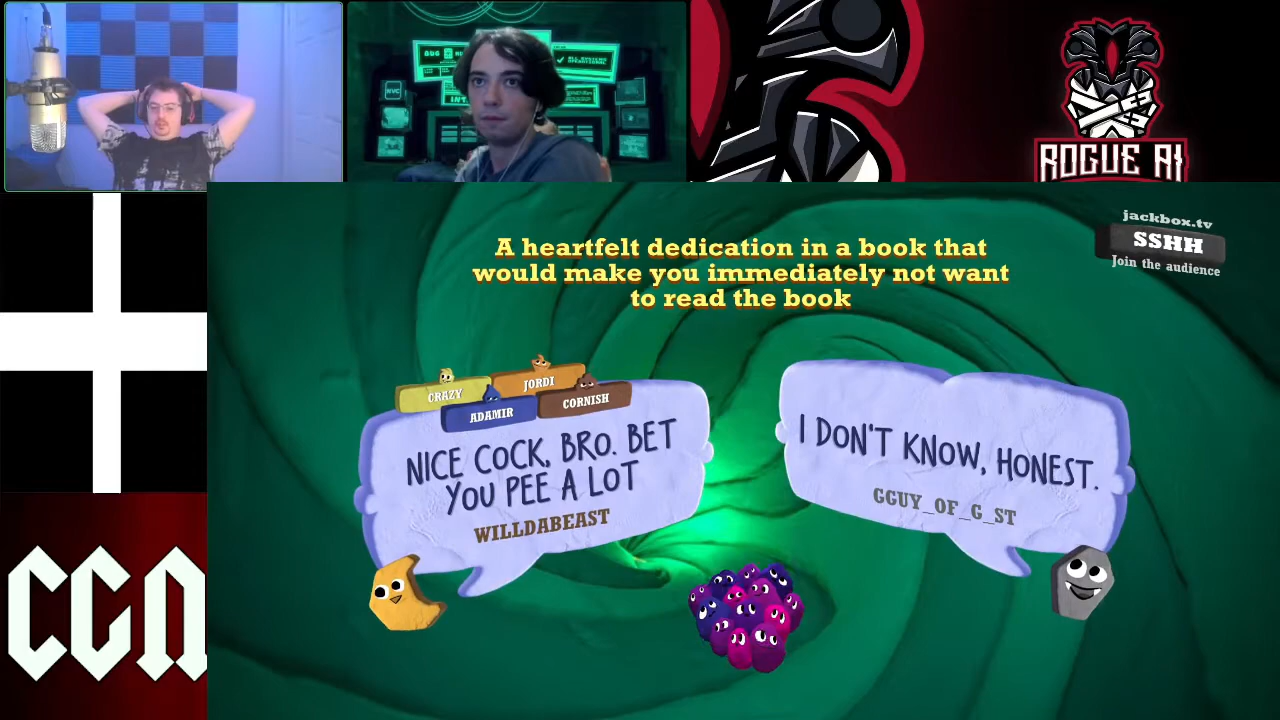 ROGUE AI
jackbox.tv
SSHH
Join the audience
A heartfelt dedication in a book that
would make you immediately not want
to read the book
CRAZY
JORDI
ADAMIR
CORNISH
NICE COCK, BRO. BET
YOU PEE A LOT
WILLDABEAST
I DON'T KNOW, HONEST.
GGUY_OF_G_ST
CGN